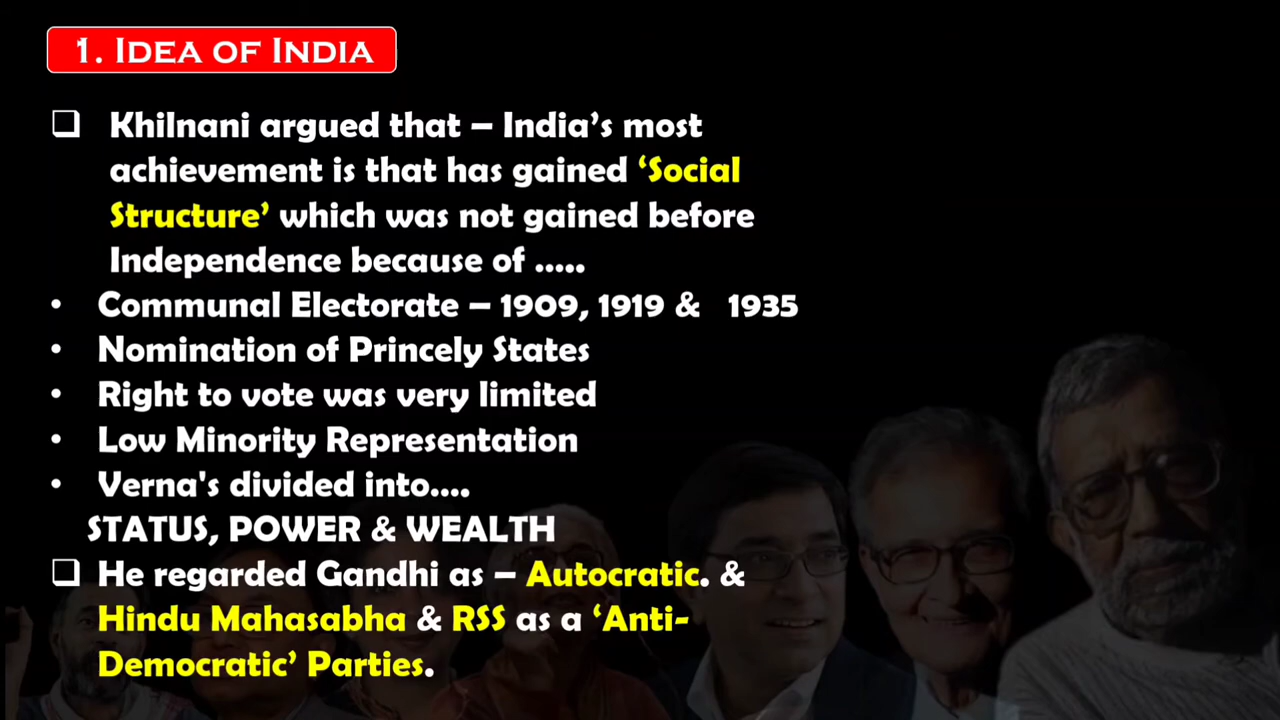 1. IDEA OF INDIA
❑ Khilnani argued that – India's most
achievement is that has gained ‘Social
Structure’ which was not gained before
Independence because of .....
• Communal Electorate – 1909, 1919 & 1935
• Nomination of Princely States
• Right to vote was very limited
• Low Minority Representation
• Verna's divided into....
STATUS, POWER & WEALTH
❑ He regarded Gandhi as – Autocratic. &
Hindu Mahasabha & RSS as a ‘Anti-
Democratic’ Parties.